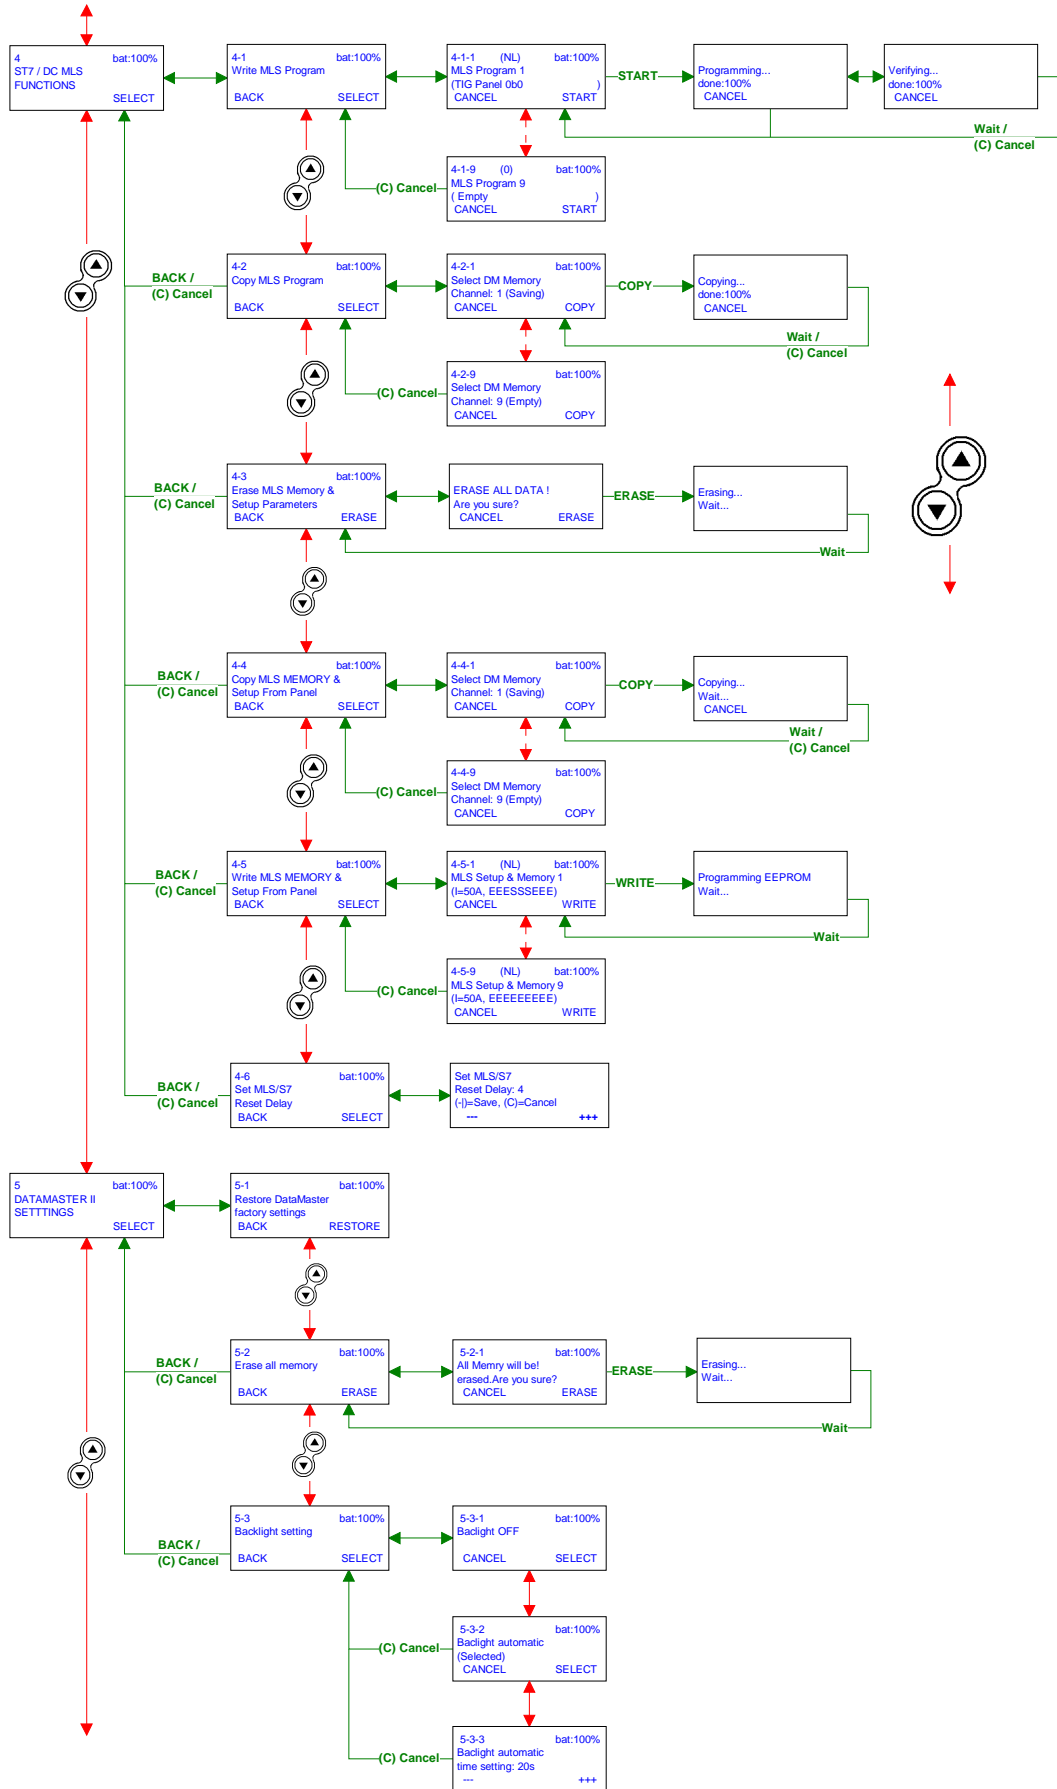 4 bat:100%
ST7 / DC MLS
FUNCTIONS
SELECT
4-1 bat:100%
Write MLS Program
BACK SELECT
4-1-1 (NL) bat:100%
MLS Program 1
(TIG Panel 0b0 )
CANCEL START
START
Programming...
done:100%
CANCEL
Verifying...
done:100%
CANCEL
Wait /
(C) Cancel
4-1-9 (0) bat:100%
MLS Program 9
( Empty )
CANCEL START
(C) Cancel
BACK /
(C) Cancel
4-2 bat:100%
Copy MLS Program
BACK SELECT
4-2-1 bat:100%
Select DM Memory
Channel: 1 (Saving)
CANCEL COPY
COPY
Copying...
done:100%
CANCEL
Wait /
(C) Cancel
4-2-9 bat:100%
Select DM Memory
Channel: 9 (Empty)
CANCEL COPY
(C) Cancel
BACK /
(C) Cancel
4-3 bat:100%
Erase MLS Memory &
Setup Parameters
BACK ERASE
ERASE ALL DATA !
Are you sure?
CANCEL ERASE
ERASE
Erasing...
Wait...
Wait
BACK /
(C) Cancel
4-4 bat:100%
Copy MLS MEMORY &
Setup From Panel
BACK SELECT
4-4-1 bat:100%
Select DM Memory
Channel: 1 (Saving)
CANCEL COPY
COPY
Copying...
Wait...
CANCEL
Wait /
(C) Cancel
4-4-9 bat:100%
Select DM Memory
Channel: 9 (Empty)
CANCEL COPY
(C) Cancel
BACK /
(C) Cancel
4-5 bat:100%
Write MLS MEMORY &
Setup From Panel
BACK SELECT
4-5-1 (NL) bat:100%
MLS Setup & Memory 1
(I=50A, EEESSSEEE)
CANCEL WRITE
WRITE
Programming EEPROM
Wait...
Wait
4-5-9 (NL) bat:100%
MLS Setup & Memory 9
(I=50A, EEEEEEEEE)
CANCEL WRITE
(C) Cancel
BACK /
(C) Cancel
4-6 bat:100%
Set MLS/S7
Reset Delay
BACK SELECT
Set MLS/S7
Reset Delay: 4
(-|)=Save, (C)=Cancel
--- +++
5 bat:100%
DATAMASTER II
SETTTINGS
SELECT
5-1 bat:100%
Restore DataMaster
factory settings
BACK RESTORE
BACK /
(C) Cancel
5-2 bat:100%
Erase all memory
BACK ERASE
5-2-1 bat:100%
All Memry will be!
erased.Are you sure?
CANCEL ERASE
ERASE
Erasing...
Wait...
Wait
BACK /
(C) Cancel
5-3 bat:100%
Backlight setting
BACK SELECT
5-3-1 bat:100%
Baclight OFF
CANCEL SELECT
5-3-2 bat:100%
Baclight automatic
(Selected)
CANCEL SELECT
(C) Cancel
5-3-3 bat:100%
Baclight automatic
time setting: 20s
--- +++
(C) Cancel